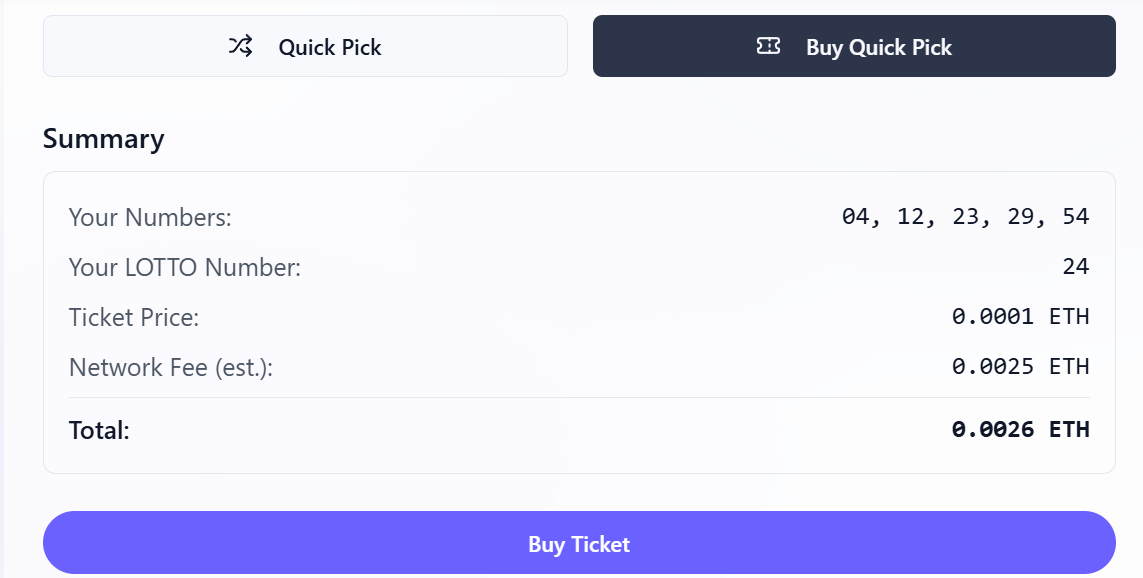 Quick Pick Buy Quick Pick
Summary
Your Numbers: 04, 12, 23, 29, 54
Your LOTTO Number: 24
Ticket Price: 0.0001 ETH
Network Fee (est.): 0.0025 ETH
Total: 0.0026 ETH
Buy Ticket